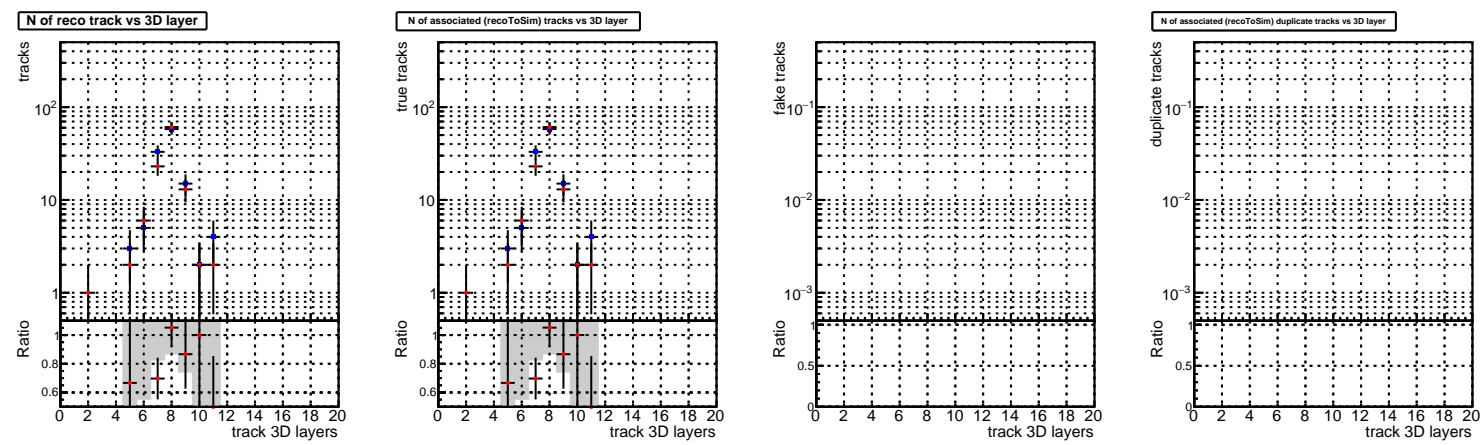 N of reco track vs 3D layer
tracks
10²
10
1
Ratio
1
0.8
0.6
0 2 4 6 8 10 12 14 16 18 20
track 3D layers
N of associated (recoToSim) tracks vs 3D layer
true tracks
10²
10
1
Ratio
1
0.8
0.6
0 2 4 6 8 10 12 14 16 18 20
track 3D layers
fake tracks
10⁻¹
10⁻²
10⁻³
Ratio
1
0.5
0
0 2 4 6 8 10 12 14 16 18 20
track 3D layers
N of associated (recoToSim) duplicate tracks vs 3D layer
duplicate tracks
10⁻¹
10⁻²
10⁻³
Ratio
1
0.5
0
0 2 4 6 8 10 12 14 16 18 20
track 3D layers